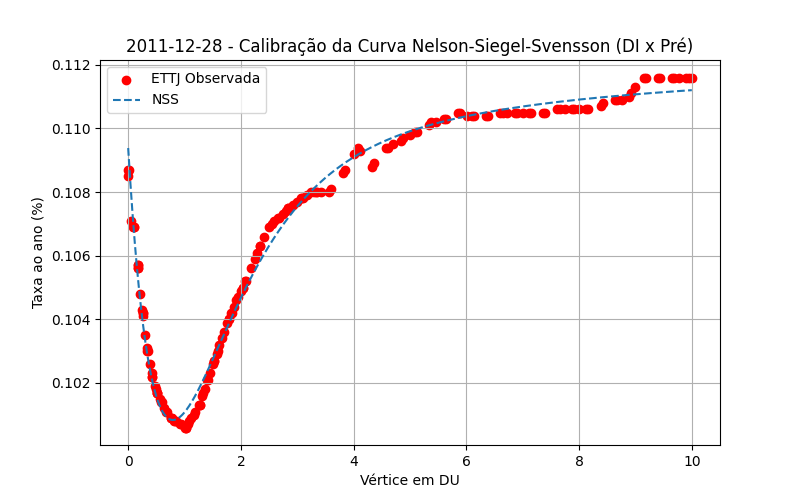 2011-12-28 - Calibração da Curva Nelson-Siegel-Svensson (DI x Pré)
ETTJ Observada
NSS
Taxa ao ano (%)
0.112
0.110
0.108
0.106
0.104
0.102
0 2 4 6 8 10
Vértice em DU